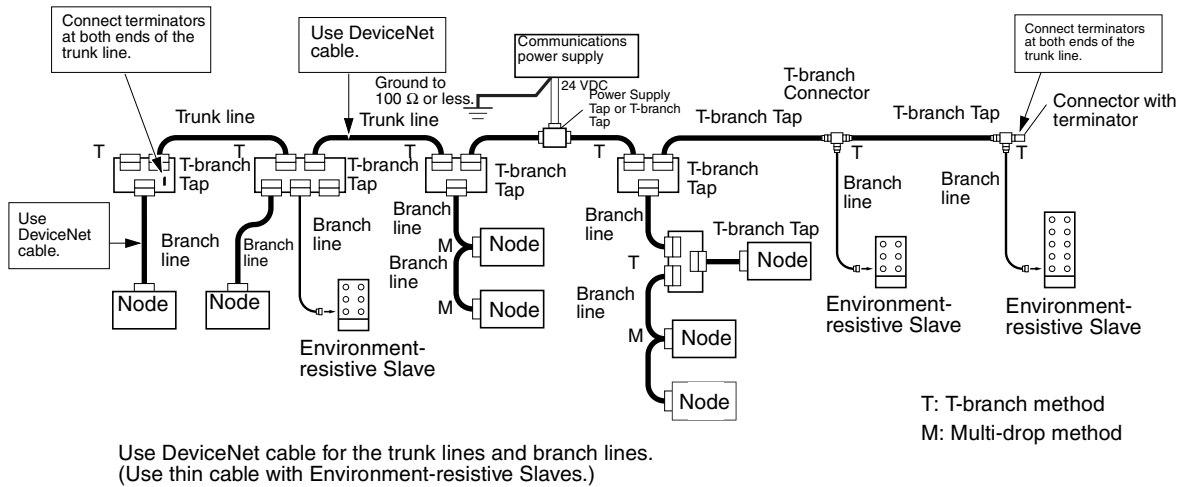 Connect terminators
at both ends of the
trunk line.
Use DeviceNet
cable.
Communications
power supply
Connect terminators
at both ends of the
trunk line.
Ground to
100 Ω or less.
24 VDC
Power Supply
Tap or T-branch
Tap
T-branch
Connector
Connector with
terminator
Trunk line
Trunk line
T-branch Tap
T-branch Tap
T
T
T
T
T
T
T-branch
Tap
T-branch
Tap
T-branch
Tap
T-branch
Tap
Use
DeviceNet
cable.
Branch
line
Branch
line
Branch
line
Branch
line
M
Branch
line
M
Node
Node
Branch
line
T
T-branch Tap
Node
Branch
line
M
Node
Node
Branch
line
Branch
line
Node
Node
Environment-
resistive Slave
Environment-
resistive Slave
Environment-
resistive Slave
T: T-branch method
M: Multi-drop method
Use DeviceNet cable for the trunk lines and branch lines.
(Use thin cable with Environment-resistive Slaves.)